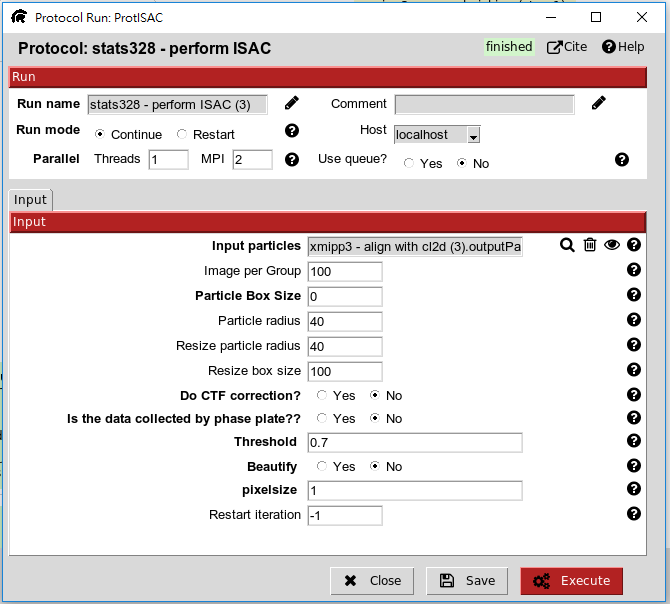 Protocol Run: ProtISAC
Protocol: stats328 - perform ISAC finished Cite Help
Run
Run name stats328 - perform ISAC (3) Comment
Run mode Continue Restart Host localhost
Parallel Threads 1 MPI 2 Use queue? Yes No
Input
Input
Input particles xmipp3 - align with cl2d (3).outputPa
Image per Group 100
Particle Box Size 0
Particle radius 40
Resize particle radius 40
Resize box size 100
Do CTF correction? Yes No
Is the data collected by phase plate?? Yes No
Threshold 0.7
Beautify Yes No
pixelsize 1
Restart iteration -1
Close Save Execute